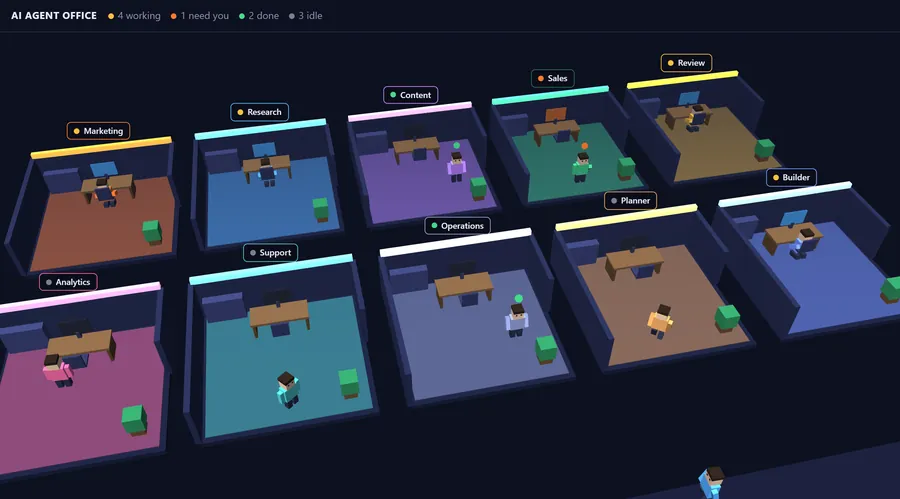 AI AGENT OFFICE 4 working 1 need you 2 done 3 idle
Review
Sales
Content
Research
Marketing
Builder
Planner
Operations
Support
Analytics